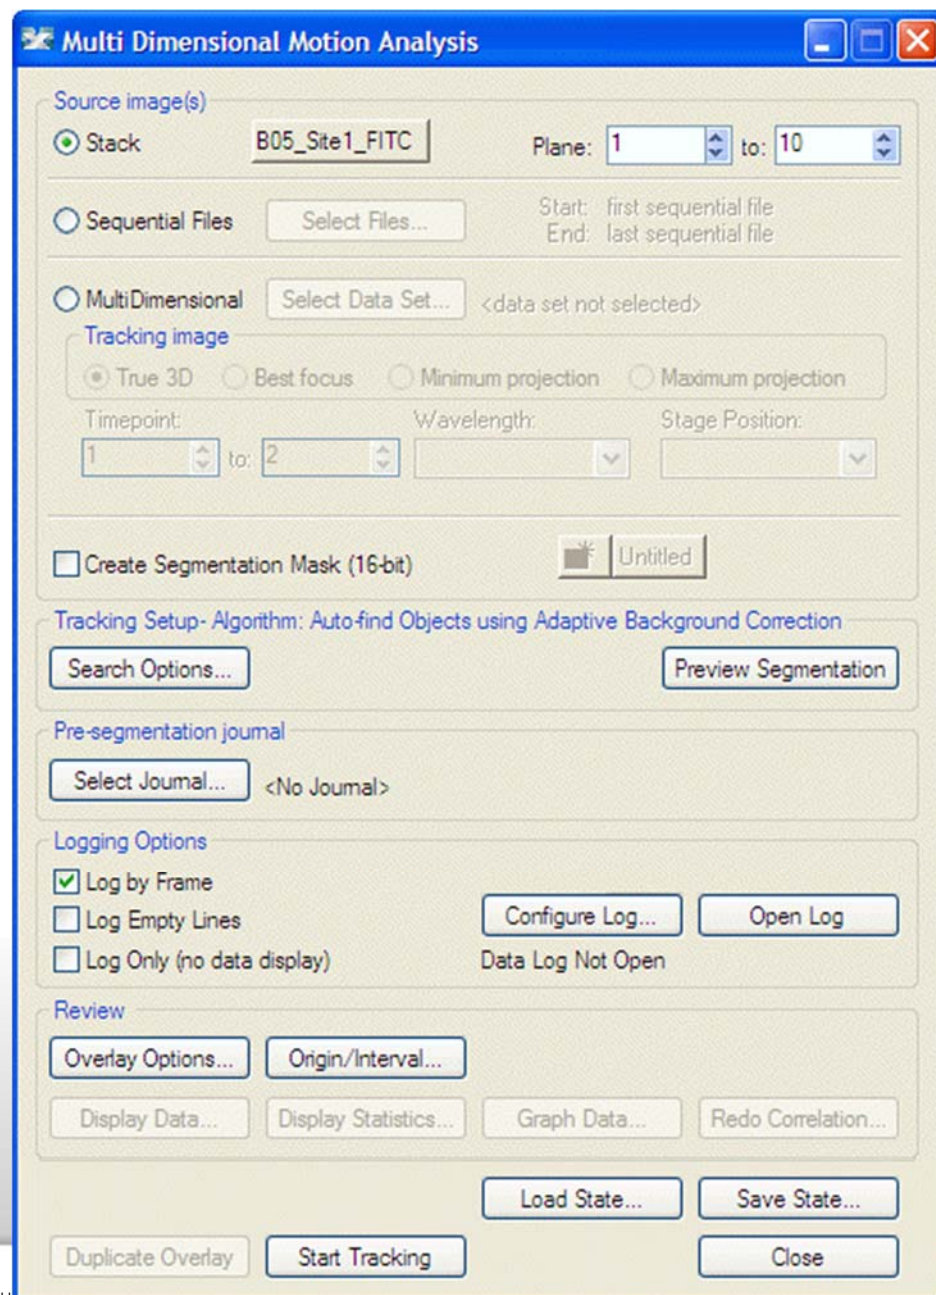 Multi Dimensional Motion Analysis
Source image(s)
Stack B05_Site1_FITC Plane: 1 to: 10
Sequential Files Select Files... Start: first sequential file
End: last sequential file
MultiDimensional Select Data Set... <data set not selected>
Tracking image
True 3D Best focus Minimum projection Maximum projection
Timepoint: Wavelength: Stage Position:
1 to: 2
Create Segmentation Mask (16-bit) Untitled
Tracking Setup- Algorithm: Auto-find Objects using Adaptive Background Correction
Search Options... Preview Segmentation
Pre-segmentation journal
Select Journal... <No Journal>
Logging Options
Log by Frame
Log Empty Lines Configure Log... Open Log
Log Only (no data display) Data Log Not Open
Review
Overlay Options... Origin/Interval...
Display Data... Display Statistics... Graph Data... Redo Correlation...
Load State... Save State...
Duplicate Overlay Start Tracking Close